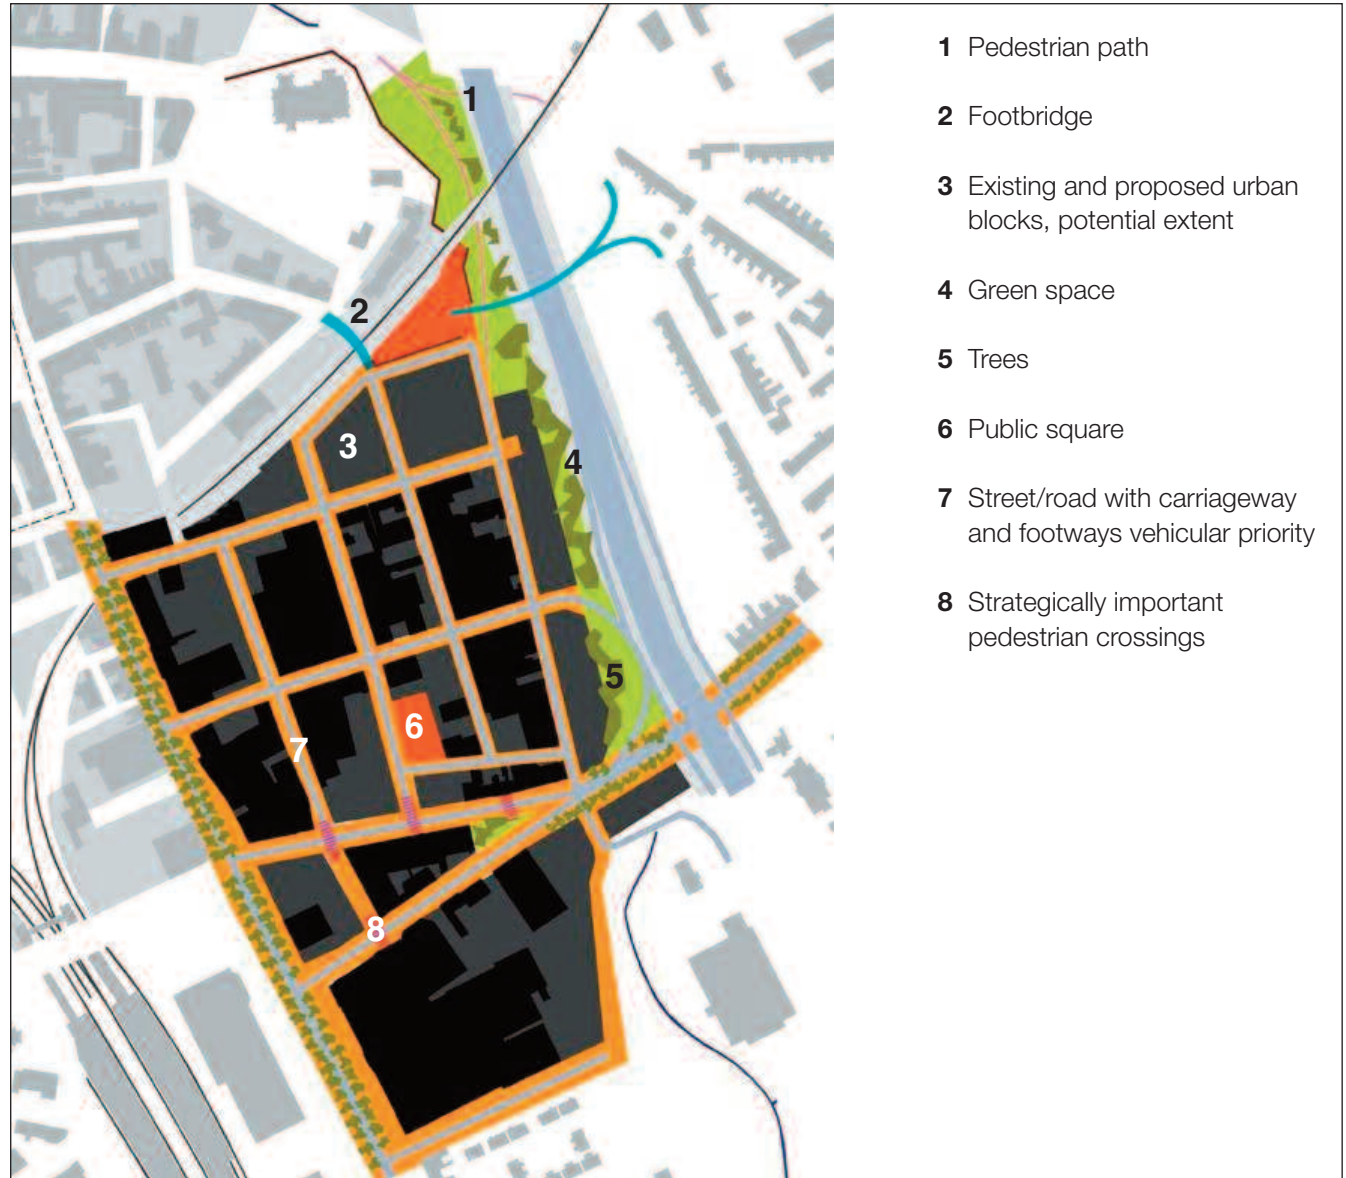 1 Pedestrian path
2 Footbridge
3 Existing and proposed urban
blocks, potential extent
4 Green space
5 Trees
6 Public square
7 Street/road with carriageway
and footways vehicular priority
8 Strategically important
pedestrian crossings
1
2
3
4
5
6
7
8